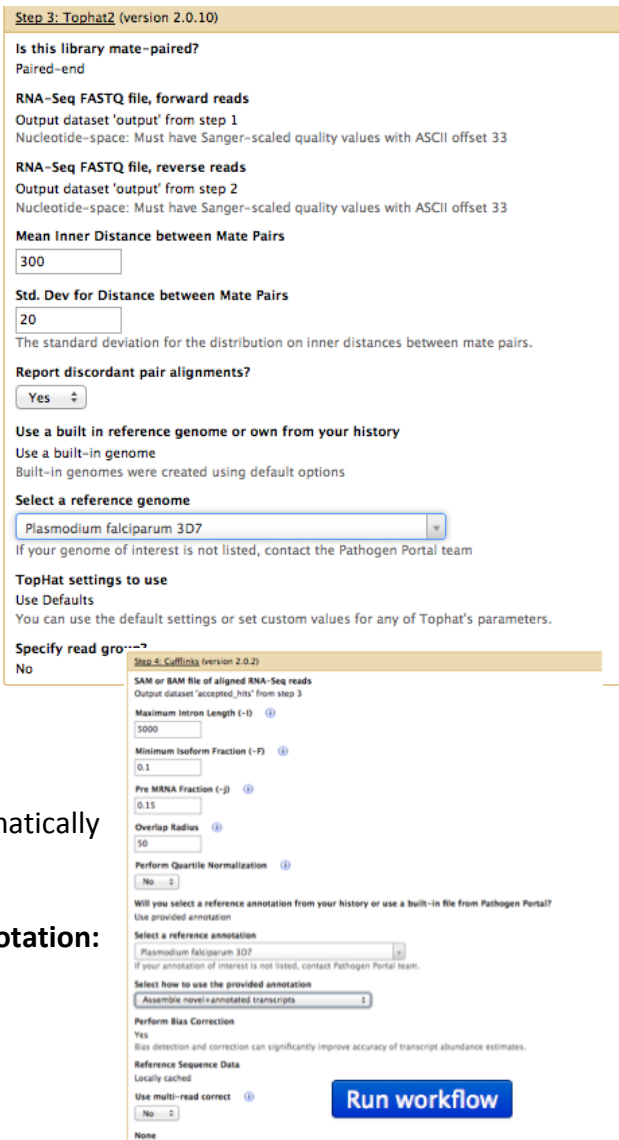 Step 3: Tophat2 (version 2.0.10)
Is this library mate-paired?
Paired-end
RNA-Seq FASTQ file, forward reads
Output dataset 'output' from step 1
Nucleotide-space: Must have Sanger-scaled quality values with ASCII offset 33
RNA-Seq FASTQ file, reverse reads
Output dataset 'output' from step 2
Nucleotide-space: Must have Sanger-scaled quality values with ASCII offset 33
Mean Inner Distance between Mate Pairs
300
Std. Dev for Distance between Mate Pairs
20
The standard deviation for the distribution on inner distances between mate pairs.
Report discordant pair alignments?
Yes
Use a built in reference genome or own from your history
Use a built-in genome
Built-in genomes were created using default options
Select a reference genome
Plasmodium falciparum 3D7
If your genome of interest is not listed, contact the Pathogen Portal team
TopHat settings to use
Use Defaults
You can use the default settings or set custom values for any of Tophat's parameters.
Specify read group?
No
Step 4: Cufflinks (version 2.0.2)
SAM or BAM file of aligned RNA-Seq reads
Output dataset 'accepted_hits' from step 3
Maximum Intron Length (-I)
5000
Minimum Isoform Fraction (-F)
0.1
Pre MRNA Fraction (-j)
0.15
Overlap Radius
50
Perform Quartile Normalization
No
Will you select a reference annotation from your history or use a built-in file from Pathogen Portal?
Use provided annotation
Select a reference annotation
Plasmodium falciparum 3D7
If your annotation of interest is not listed, contact Pathogen Portal team.
Select how to use the provided annotation
Assemble novel+annotated transcripts
Perform Bias Correction
Yes
Bias detection and correction can significantly improve accuracy of transcript abundance estimates.
Reference Sequence Data
Locally cached
Use multi-read correct
No
None
Run workflow
matically
otation: